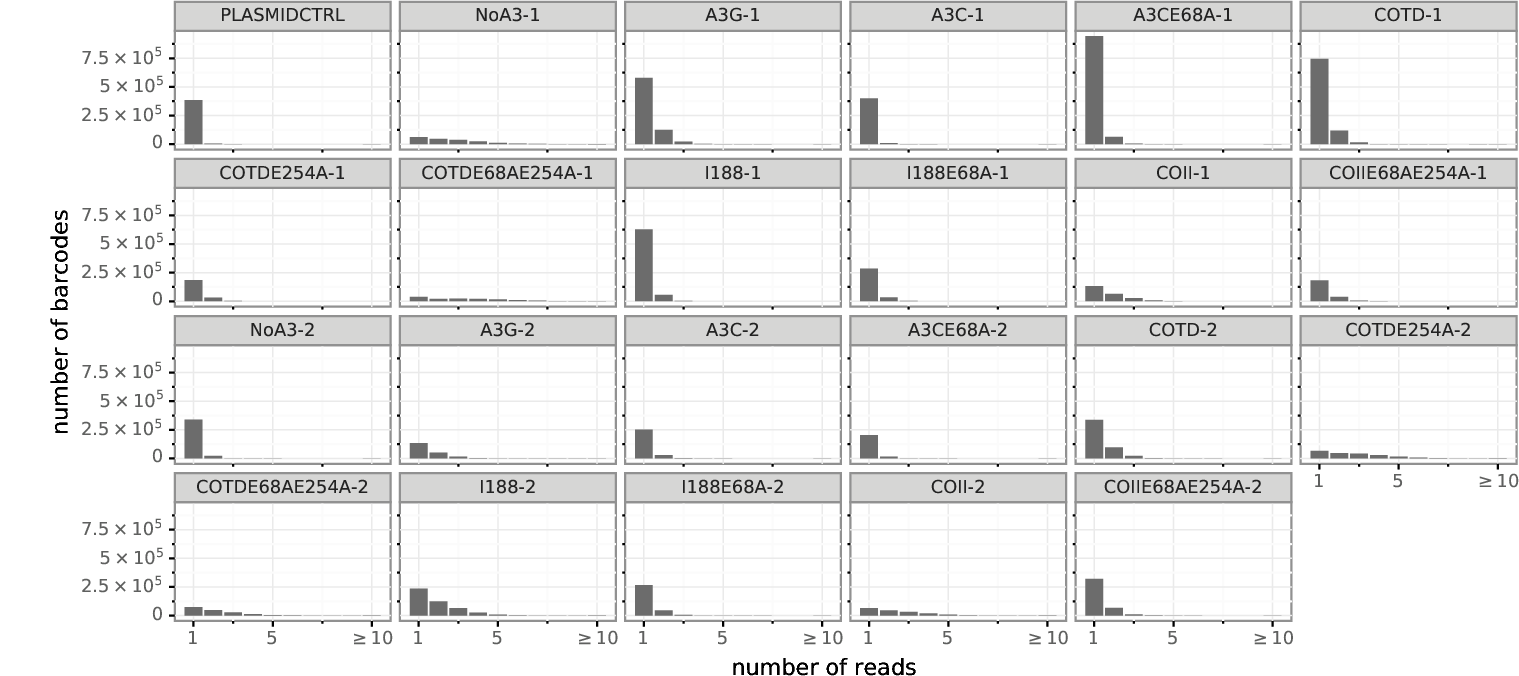 PLASMIDCTRL NoA3-1 A3G-1 A3C-1 A3CE68A-1 COTD-1
7.5 × 10⁵
5 × 10⁵
2.5 × 10⁵
0
COTDE254A-1 COTDE68AE254A-1 I188-1 I188E68A-1 COII-1 COIIE68AE254A-1
7.5 × 10⁵
5 × 10⁵
2.5 × 10⁵
0
number of barcodes
NoA3-2 A3G-2 A3C-2 A3CE68A-2 COTD-2 COTDE254A-2
7.5 × 10⁵
5 × 10⁵
2.5 × 10⁵
0
1 5 ≥ 10
COTDE68AE254A-2 I188-2 I188E68A-2 COII-2 COIIE68AE254A-2
7.5 × 10⁵
5 × 10⁵
2.5 × 10⁵
0
1 5 ≥ 10 1 5 ≥ 10 1 5 ≥ 10 1 5 ≥ 10 1 5 ≥ 10
number of reads